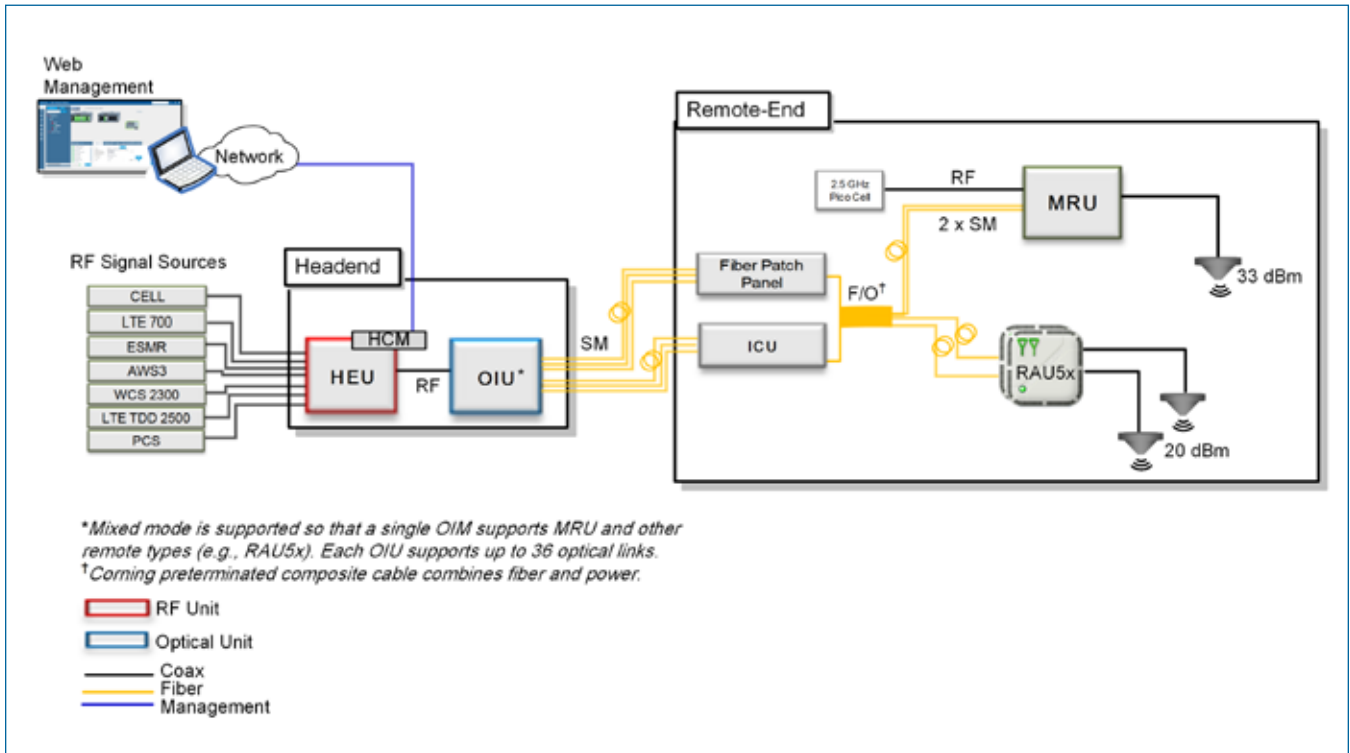 Web
Management
Network
RF Signal Sources
CELL
LTE 700
ESMR
AWS3
WCS 2300
LTE TDD 2500
PCS
Headend
HCM
HEU
RF
OIU*
SM
Remote-End
2.5 GHz
Pico Cell
RF
2 x SM
MRU
33 dBm
Fiber Patch
Panel
F/O†
ICU
RAU5x
20 dBm
*Mixed mode is supported so that a single OIM supports MRU and other
remote types (e.g., RAU5x). Each OIU supports up to 36 optical links.
†Corning preterminated composite cable combines fiber and power.
RF Unit
Optical Unit
Coax
Fiber
Management